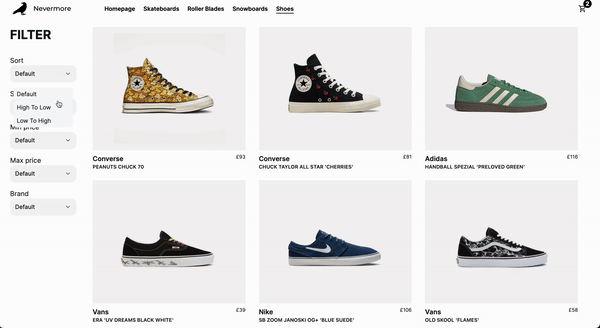 Nevermore
Homepage Skateboards Roller Blades Snowboards Shoes
2
FILTER
Sort
Default
S
Default
High To Low
Low To High
Min price
Default
Max price
Default
Brand
Default
Converse £93
PEANUTS CHUCK 70
Converse £81
CHUCK TAYLOR ALL STAR 'CHERRIES'
Adidas £116
HANDBALL SPEZIAL 'PRELOVED GREEN'
Vans £39
ERA 'UV DREAMS BLACK WHITE'
Nike £106
SB ZOOM JANOSKI OG+ 'BLUE SUEDE'
Vans £58
OLD SKOOL 'FLAMES'